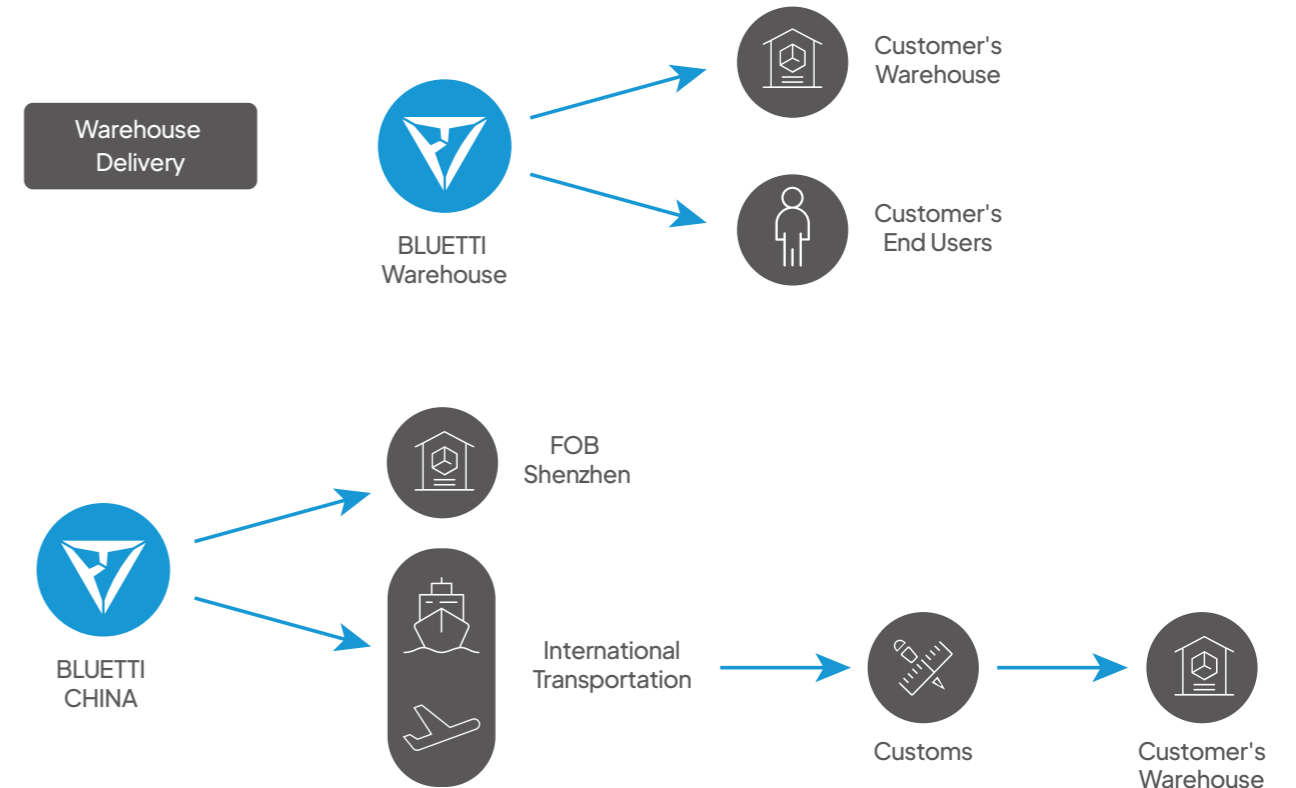 Warehouse
Delivery
BLUETTI
Warehouse
Customer's
Warehouse
Customer's
End Users
BLUETTI
CHINA
FOB
Shenzhen
International
Transportation
Customs
Customer's
Warehouse